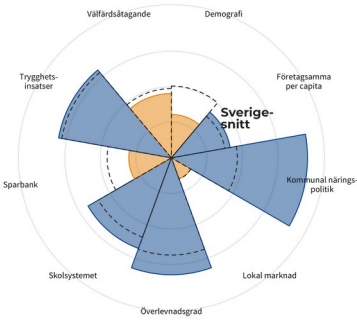 Välfärdsåtagande
Demografi
Trygghets-
insatser
Företagsamma
per capita
Sverige-
snitt
Sparbank
Kommunal närings-
politik
Skolsystemet
Lokal marknad
Överlevnadsgrad